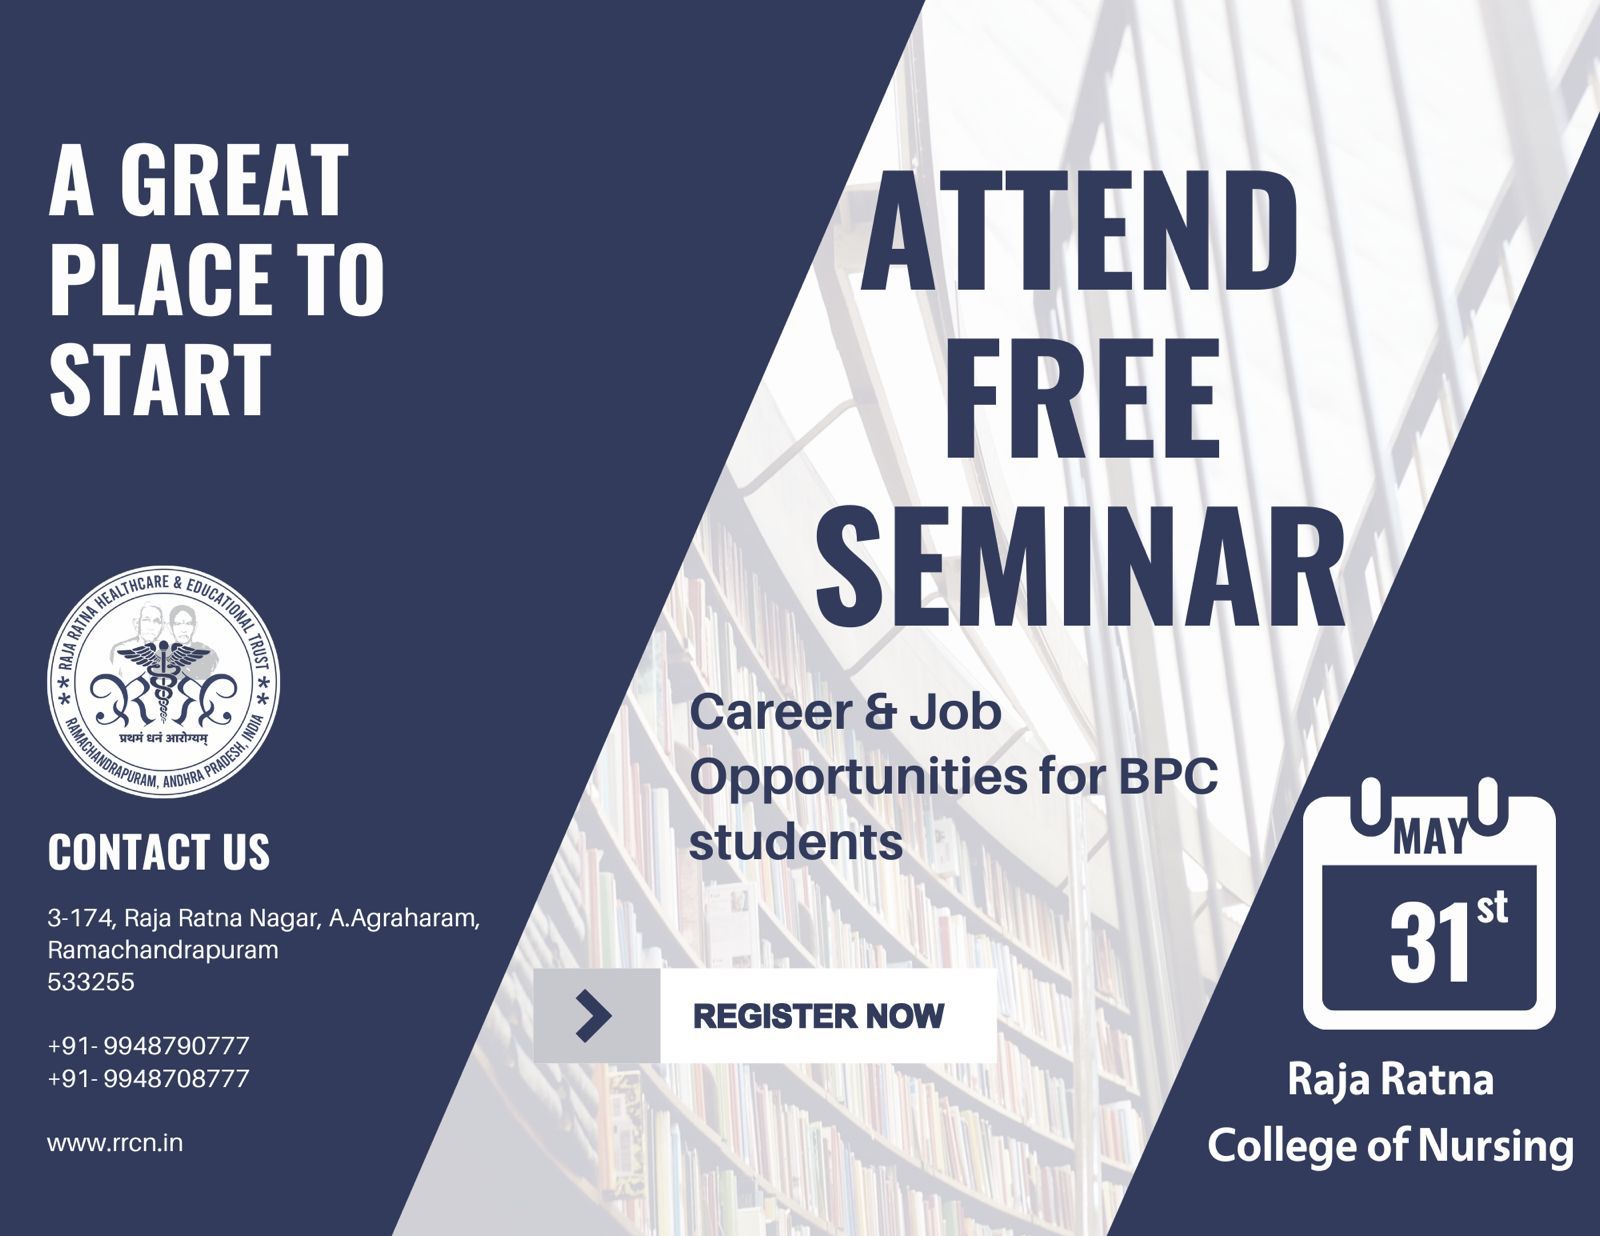 A GREAT
PLACE TO
START
RAJA RATNA HEALTHCARE & EDUCATIONAL TRUST
प्रथमं धनं आरोग्यम्
RAMACHANDRAPURAM, ANDHRA PRADESH, INDIA
CONTACT US
3-174, Raja Ratna Nagar, A.Agraharam,
Ramachandrapuram
533255
+91- 9948790777
+91- 9948708777
www.rrcn.in
ATTEND
FREE
SEMINAR
Career & Job
Opportunities for BPC
students
REGISTER NOW
MAY
31st
Raja Ratna
College of Nursing